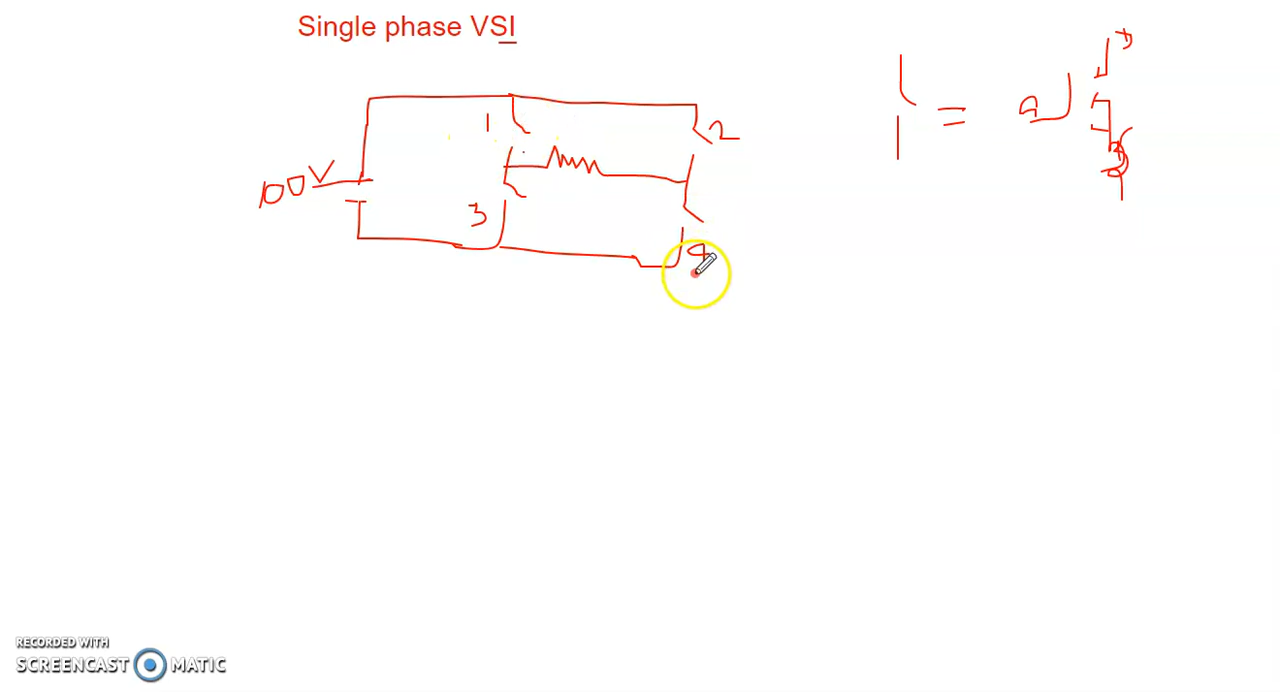 Single phase VSI
1
2
100V
3
4
RECORDED WITH
SCREENCAST MATIC